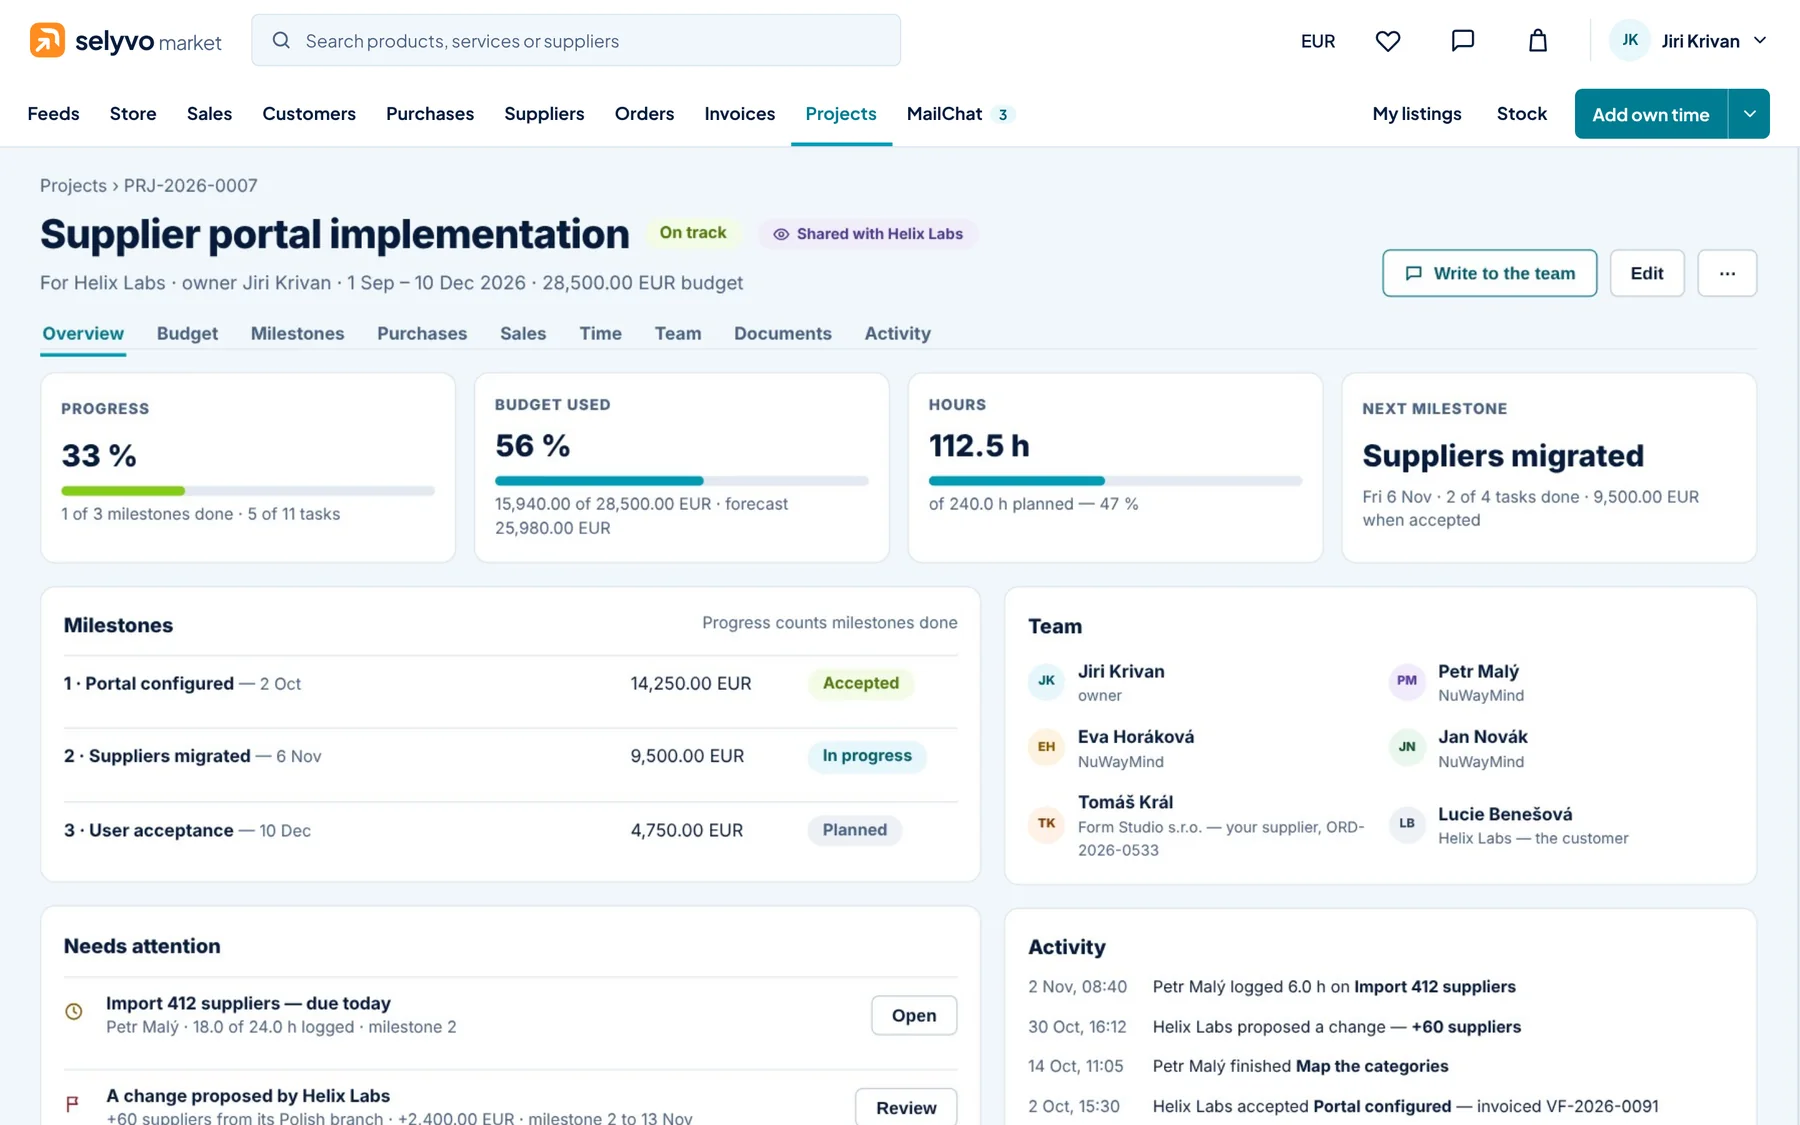 selyvo market
Search products, services or suppliers
EUR
JK
Jiri Krivan
Feeds
Store
Sales
Customers
Purchases
Suppliers
Orders
Invoices
Projects
MailChat 3
My listings
Stock
Add own time
Projects › PRJ-2026-0007
Supplier portal implementation
On track
Shared with Helix Labs
For Helix Labs · owner Jiri Krivan · 1 Sep – 10 Dec 2026 · 28,500.00 EUR budget
Write to the team
Edit
···
Overview
Budget
Milestones
Purchases
Sales
Time
Team
Documents
Activity
PROGRESS
33 %
1 of 3 milestones done · 5 of 11 tasks
BUDGET USED
56 %
15,940.00 of 28,500.00 EUR · forecast
25,980.00 EUR
HOURS
112.5 h
of 240.0 h planned — 47 %
NEXT MILESTONE
Suppliers migrated
Fri 6 Nov · 2 of 4 tasks done · 9,500.00 EUR
when accepted
Milestones
Progress counts milestones done
1 · Portal configured — 2 Oct
14,250.00 EUR
Accepted
2 · Suppliers migrated — 6 Nov
9,500.00 EUR
In progress
3 · User acceptance — 10 Dec
4,750.00 EUR
Planned
Team
JK
Jiri Krivan
owner
PM
Petr Malý
NuWayMind
EH
Eva Horáková
NuWayMind
JN
Jan Novák
NuWayMind
TK
Tomáš Král
Form Studio s.r.o. — your supplier, ORD-
2026-0533
LB
Lucie Benešová
Helix Labs — the customer
Needs attention
Import 412 suppliers — due today
Petr Malý · 18.0 of 24.0 h logged · milestone 2
Open
A change proposed by Helix Labs
+60 suppliers from its Polish branch · +2,400.00 EUR · milestone 2 to 13 Nov
Review
Activity
2 Nov, 08:40 Petr Malý logged 6.0 h on Import 412 suppliers
30 Oct, 16:12 Helix Labs proposed a change — +60 suppliers
14 Oct, 11:05 Petr Malý finished Map the categories
2 Oct, 15:30 Helix Labs accepted Portal configured — invoiced VF-2026-0091